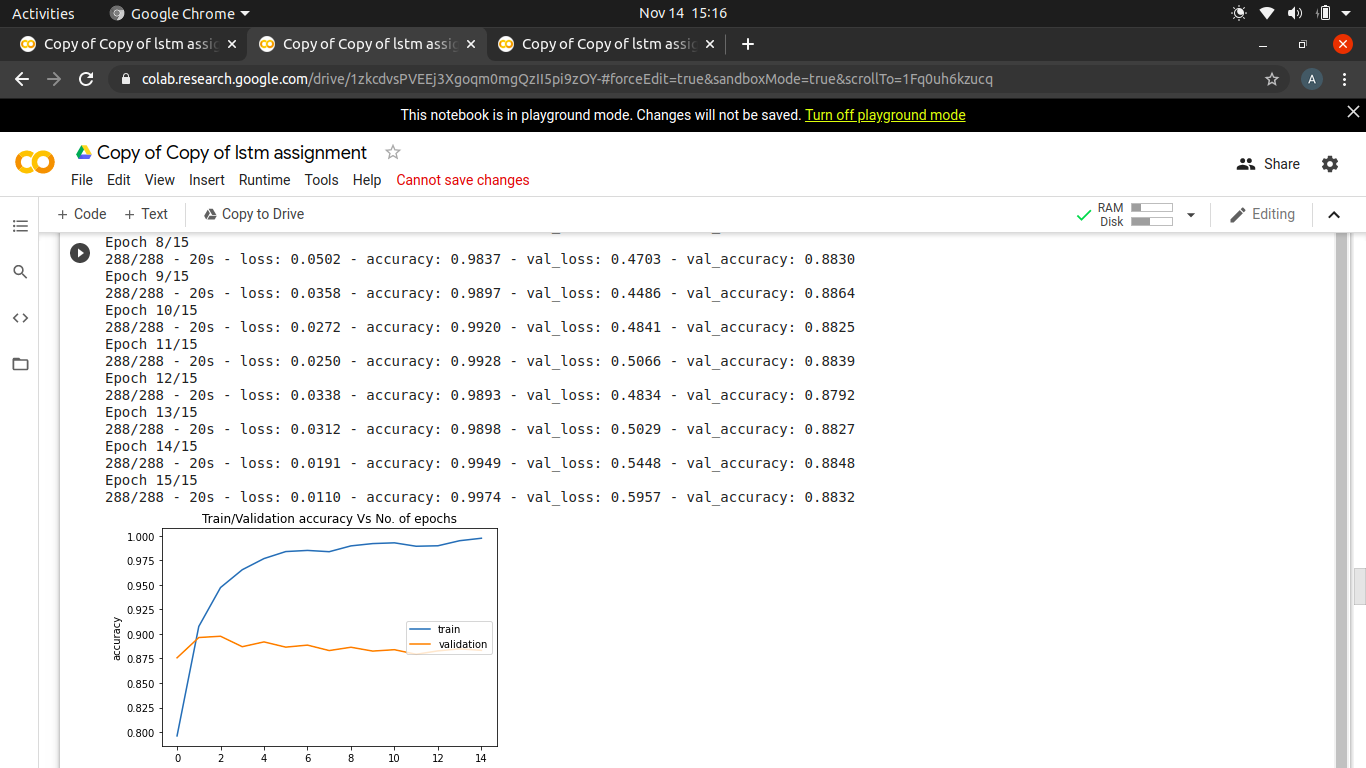 Activities Google Chrome Nov 14 15:16
Copy of Copy of lstm assig Copy of Copy of lstm assig Copy of Copy of lstm assig
colab.research.google.com/drive/1zkcdvsPVEEj3Xgoqm0mgQzII5pi9zOY-#forceEdit=true&sandboxMode=true&scrollTo=1Fq0uh6kzucq A
This notebook is in playground mode. Changes will not be saved. Turn off playground mode
Copy of Copy of lstm assignment
Share
File Edit View Insert Runtime Tools Help Cannot save changes
+ Code + Text Copy to Drive RAM Disk Editing
Epoch 8/15
288/288 - 20s - loss: 0.0502 - accuracy: 0.9837 - val_loss: 0.4703 - val_accuracy: 0.8830
Epoch 9/15
288/288 - 20s - loss: 0.0358 - accuracy: 0.9897 - val_loss: 0.4486 - val_accuracy: 0.8864
Epoch 10/15
288/288 - 20s - loss: 0.0272 - accuracy: 0.9920 - val_loss: 0.4841 - val_accuracy: 0.8825
Epoch 11/15
288/288 - 20s - loss: 0.0250 - accuracy: 0.9928 - val_loss: 0.5066 - val_accuracy: 0.8839
Epoch 12/15
288/288 - 20s - loss: 0.0338 - accuracy: 0.9893 - val_loss: 0.4834 - val_accuracy: 0.8792
Epoch 13/15
288/288 - 20s - loss: 0.0312 - accuracy: 0.9898 - val_loss: 0.5029 - val_accuracy: 0.8827
Epoch 14/15
288/288 - 20s - loss: 0.0191 - accuracy: 0.9949 - val_loss: 0.5448 - val_accuracy: 0.8848
Epoch 15/15
288/288 - 20s - loss: 0.0110 - accuracy: 0.9974 - val_loss: 0.5957 - val_accuracy: 0.8832
Train/Validation accuracy Vs No. of epochs
1.000
0.975
0.950
0.925
0.900
0.875
0.850
0.825
0.800
accuracy
train
validation
0 2 4 6 8 10 12 14